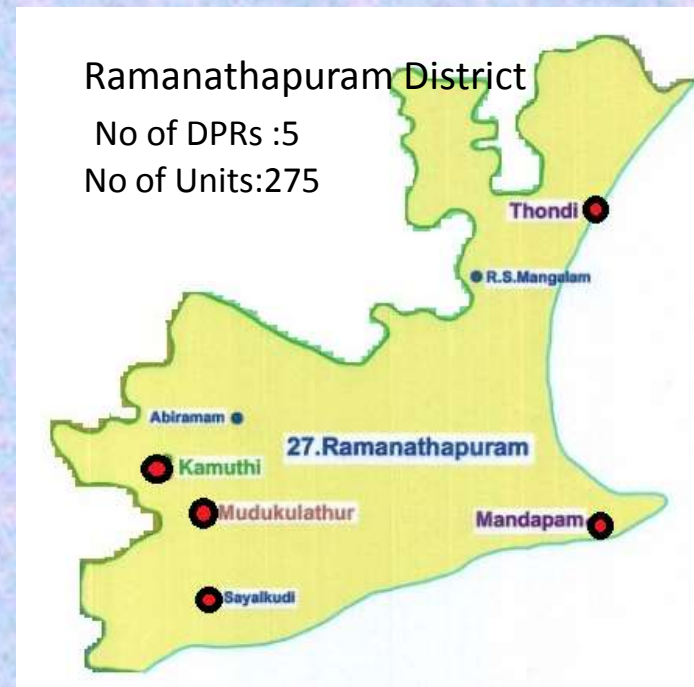 Ramanathapuram District
No of DPRs :5
No of Units:275
Thondi
R.S.Mangalam
Abiramam
27.Ramanathapuram
Kamuthi
Mudukulathur
Mandapam
Sayalkudi